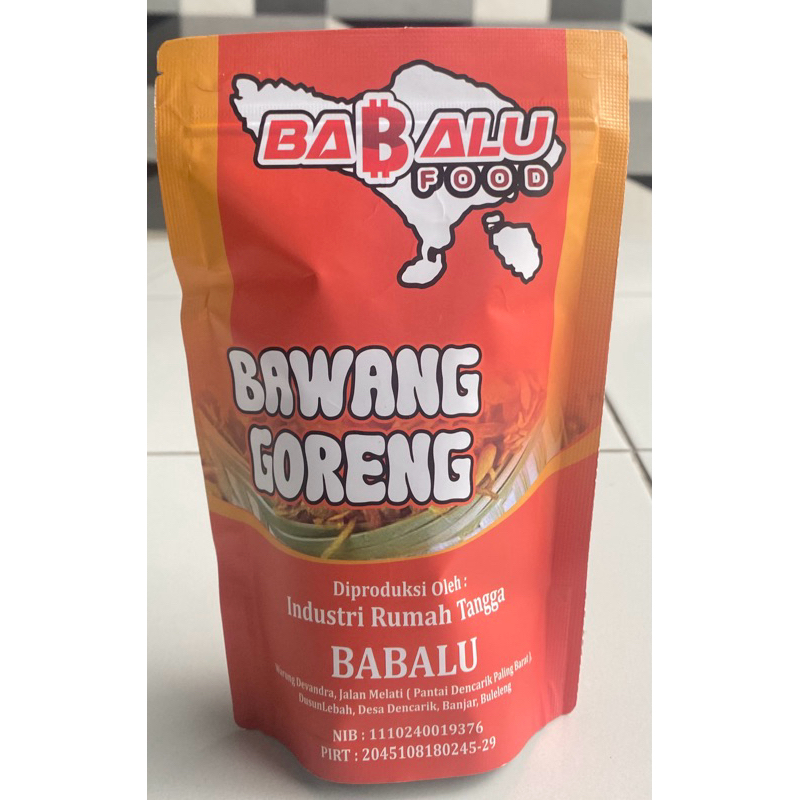 BABALU
FOOD
BAWANG
GORENG
Diproduksi Oleh :
Industri Rumah Tangga
BABALU
Warung Devandra, Jalan Melati ( Pantai Dencarik Paling Barat ),
DusunLebah, Desa Dencarik, Banjar, Buleleng
NIB : 1110240019376
PIRT : 2045108180245-29